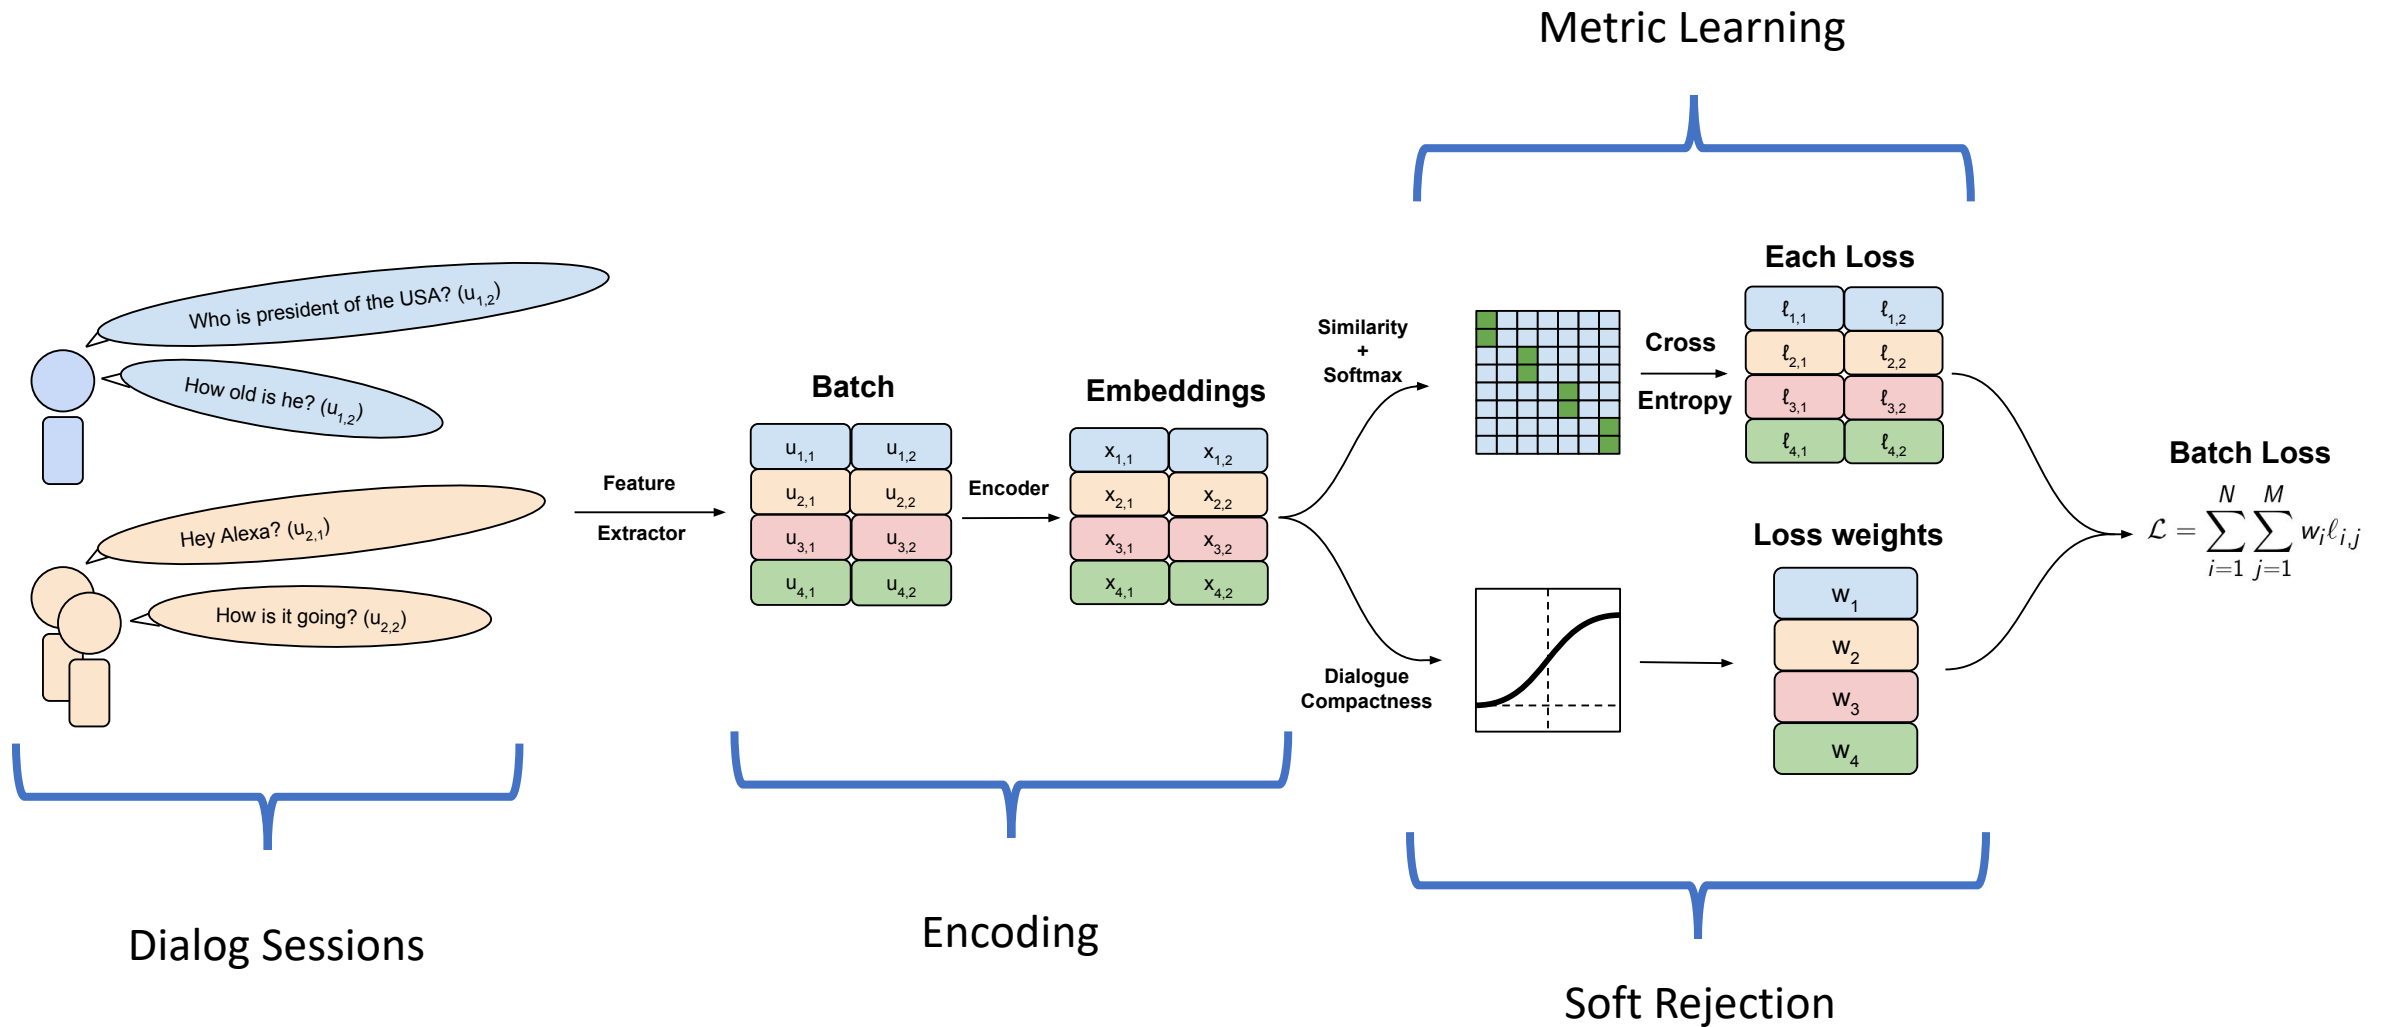 Metric Learning
Who is president of the USA? (u1,2)
How old is he? (u1,2)
Hey Alexa? (u2,1)
How is it going? (u2,2)
Dialog Sessions
Feature
Extractor
Batch
u1,1 u1,2
u2,1 u2,2
u3,1 u3,2
u4,1 u4,2
Encoder
Embeddings
x1,1 x1,2
x2,1 x2,2
x3,1 x3,2
x4,1 x4,2
Encoding
Similarity
+
Softmax
Cross
Entropy
Each Loss
ℓ1,1 ℓ1,2
ℓ2,1 ℓ2,2
ℓ3,1 ℓ3,2
ℓ4,1 ℓ4,2
Dialogue
Compactness
Loss weights
w1
w2
w3
w4
Soft Rejection
Batch Loss
N M
ℒ = ∑ ∑ wiℓi,j
i=1 j=1